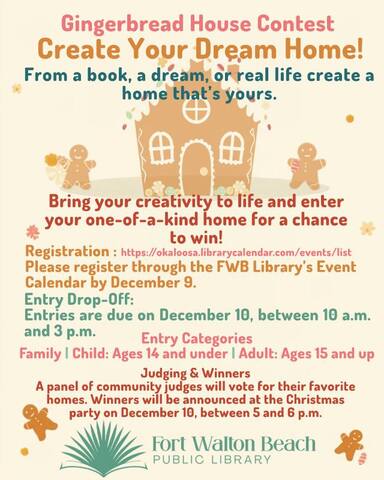 Gingerbread House Contest
Create Your Dream Home!
From a book, a dream, or real life create a
home that's yours.
Bring your creativity to life and enter
your one-of-a-kind home for a chance
to win!
Registration : https://okaloosa.librarycalendar.com/events/list
Please register through the FWB Library's Event
Calendar by December 9.
Entry Drop-Off:
Entries are due on December 10, between 10 a.m.
and 3 p.m.
Entry Categories
Family | Child: Ages 14 and under | Adult: Ages 15 and up
Judging & Winners
A panel of community judges will vote for their favorite
homes. Winners will be announced at the Christmas
party on December 10, between 5 and 6 p.m.
Fort Walton Beach
PUBLIC LIBRARY